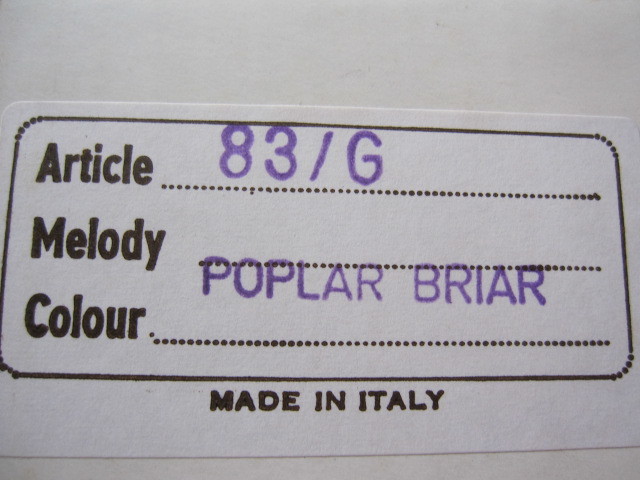 Article 83/G
Melody
POPLAR BRIAR
Colour
MADE IN ITALY